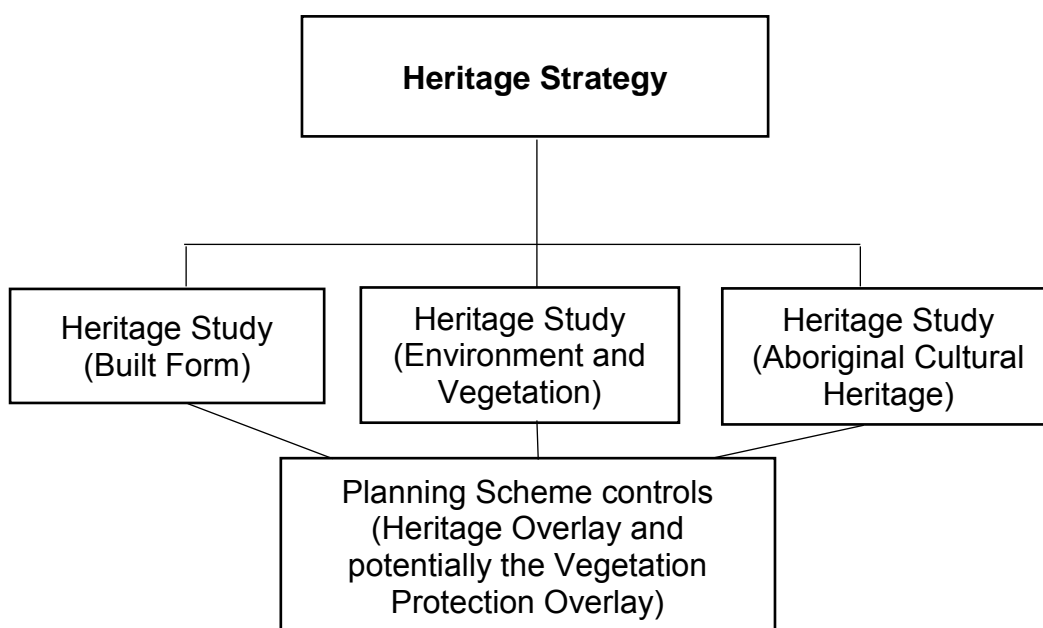 Heritage Strategy
Heritage Study
(Built Form)
Heritage Study
(Environment and
Vegetation)
Heritage Study
(Aboriginal Cultural
Heritage)
Planning Scheme controls
(Heritage Overlay and
potentially the Vegetation
Protection Overlay)